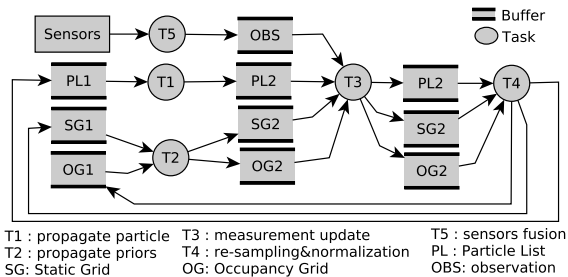 Buffer
Task
Sensors T5 OBS
PL1 T1 PL2 T3 PL2 T4
SG1 SG2 SG2
T2
OG1 OG2 OG2
T1 : propagate particle T3 : measurement update T5 : sensors fusion
T2 : propagate priors T4 : re-sampling&normalization PL : Particle List
SG: Static Grid OG: Occupancy Grid OBS: observation